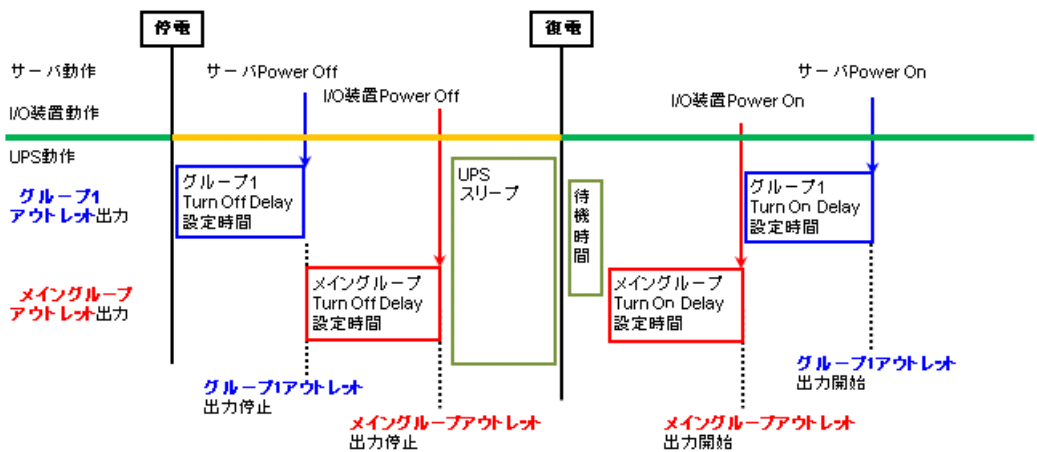 停電
復電
サーバ動作
サーバPower Off
サーバPower On
I/O装置Power Off
I/O装置Power On
I/O装置動作
UPS動作
グループ1
アウトレット出力
グループ1
Turn Off Delay
設定時間
UPS
スリープ
待
機
時
間
グループ1
Turn On Delay
設定時間
メイングループ
アウトレット出力
メイングループ
Turn Off Delay
設定時間
メイングループ
Turn On Delay
設定時間
グループ1アウトレット
出力停止
グループ1アウトレット
出力開始
メイングループアウトレット
出力停止
メイングループアウトレット
出力開始